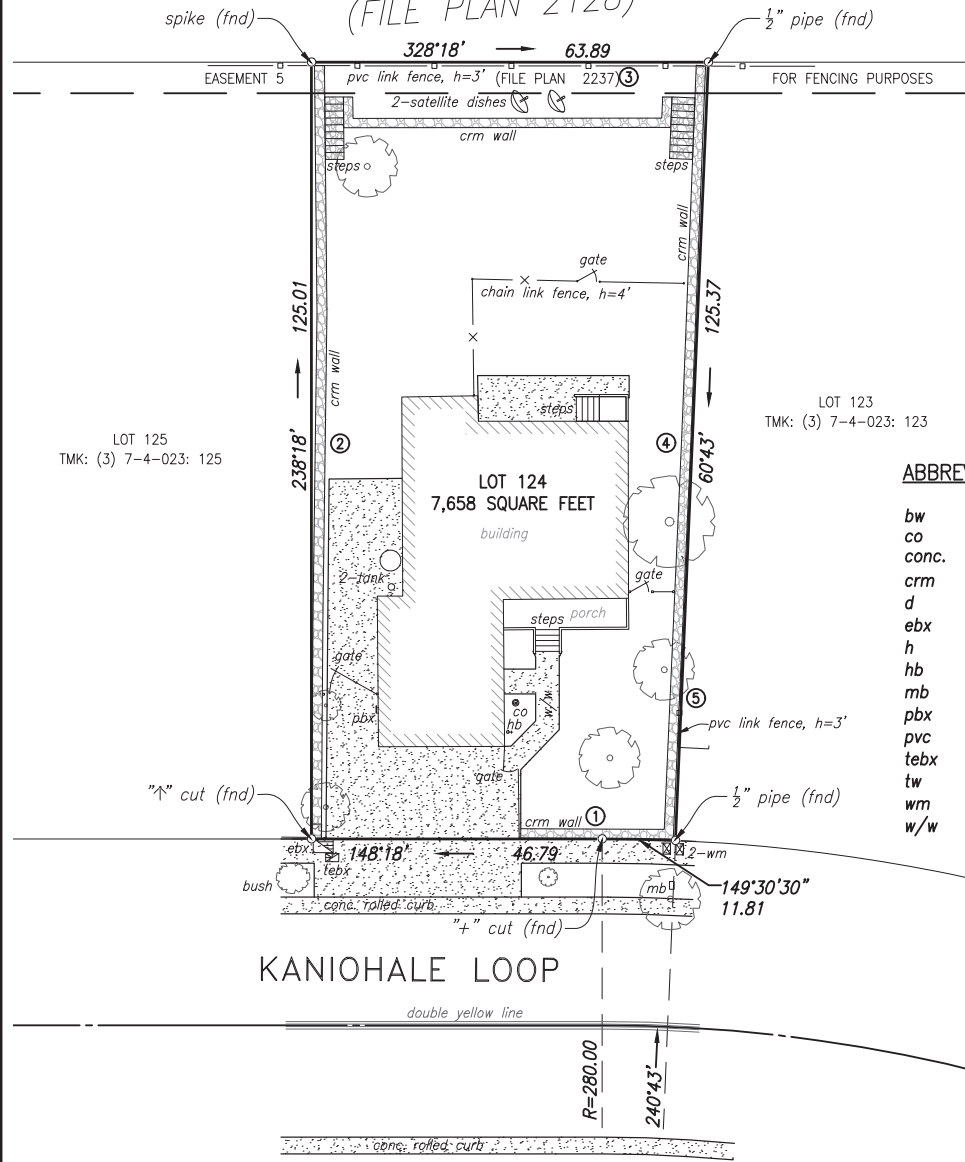 (FILE PLAN 2128)
spike (fnd)
1/2" pipe (fnd)
328°18' 63.89
EASEMENT 5 pvc link fence, h=3' (FILE PLAN 2237) ③ FOR FENCING PURPOSES
2-satellite dishes
crm wall
steps
steps
crm wall
gate
chain link fence, h=4'
125.01
125.37
crm wall
steps
LOT 123
TMK: (3) 7-4-023: 123
LOT 125
TMK: (3) 7-4-023: 125
②
④
238°18'
60°43'
LOT 124
7,658 SQUARE FEET
building
ABBREV
bw
co
conc.
crm
d
ebx
h
hb
mb
pbx
pvc
tebx
tw
wm
w/w
2-tank
gate
porch
steps
gate
w/w
pbx
co
hb
⑤
pvc link fence, h=3'
gate
"↑" cut (fnd)
1/2" pipe (fnd)
crm wall ①
ebx
tebx
148°18' 46.79
2-wm
bush
mb
149°30'30"
11.81
conc. rolled curb
"+" cut (fnd)
KANIOHALE LOOP
double yellow line
R=280.00
240°43'
conc. rolled curb